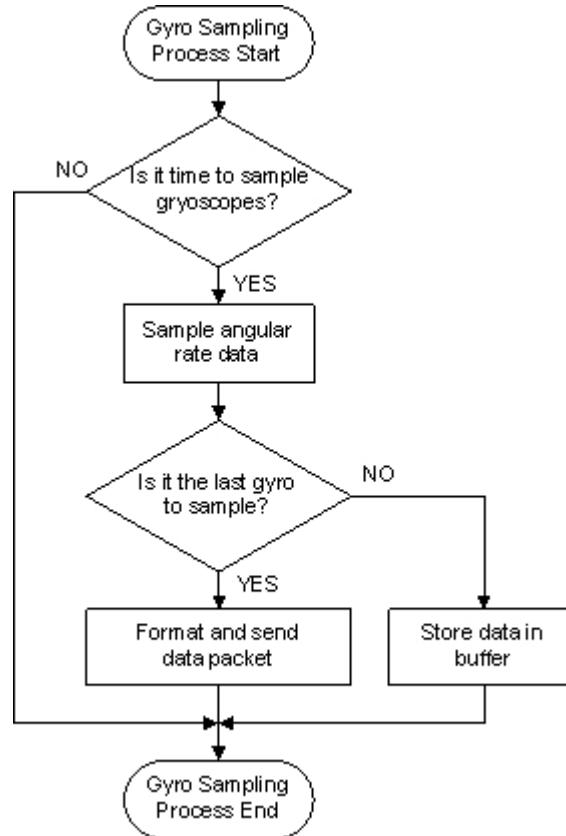 Gyro Sampling
Process Start
NO
Is it time to sample
gryoscopes?
YES
Sample angular
rate data
Is it the last gyro
to sample?
NO
YES
Format and send
data packet
Store data in
buffer
Gyro Sampling
Process End